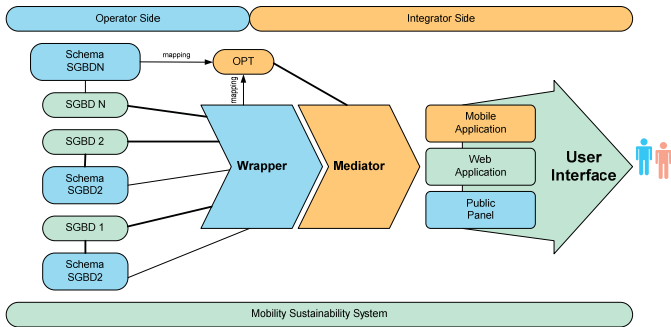 Operator Side
Integrator Side
Schema
SGBDN
mapping
OPT
mapping
SGBD N
SGBD 2
Schema
SGBD2
SGBD 1
Schema
SGBD2
Wrapper
Mediator
Mobile
Application
Web
Application
Public
Panel
User
Interface
Mobility Sustainability System